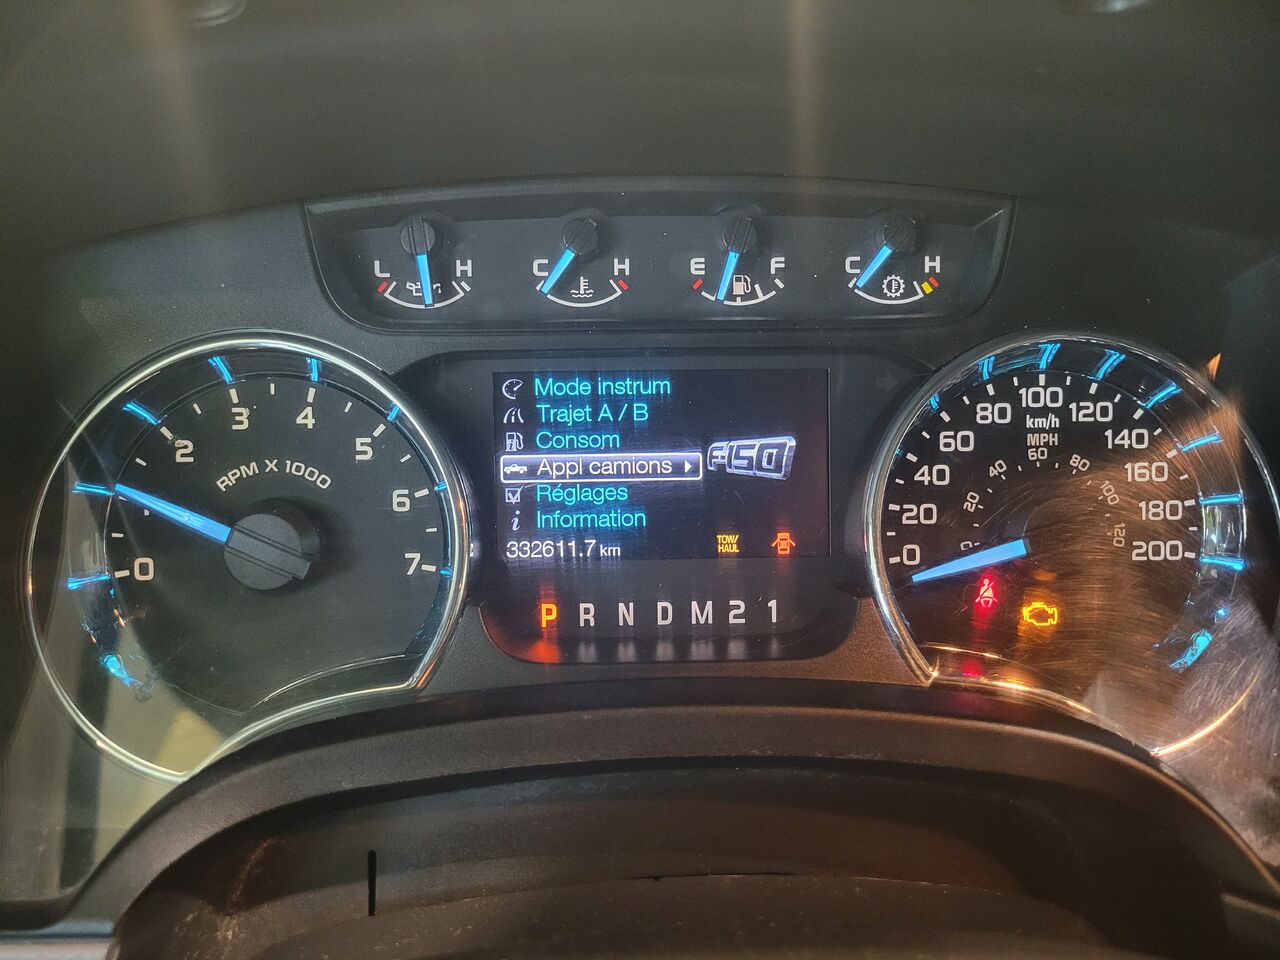 L H
C H
E F
C H
0 2 3 4 5 6 7
RPM X 1000
Mode instrum
Trajet A / B
Consom
Appl camions
Réglages
Information
F-150
332611.7 km
TOW/
HAUL
P R N D M 2 1
0 20 40 60 80 100 120 140 160 180 200
km/h
MPH
0 20 40 60 80 100 120